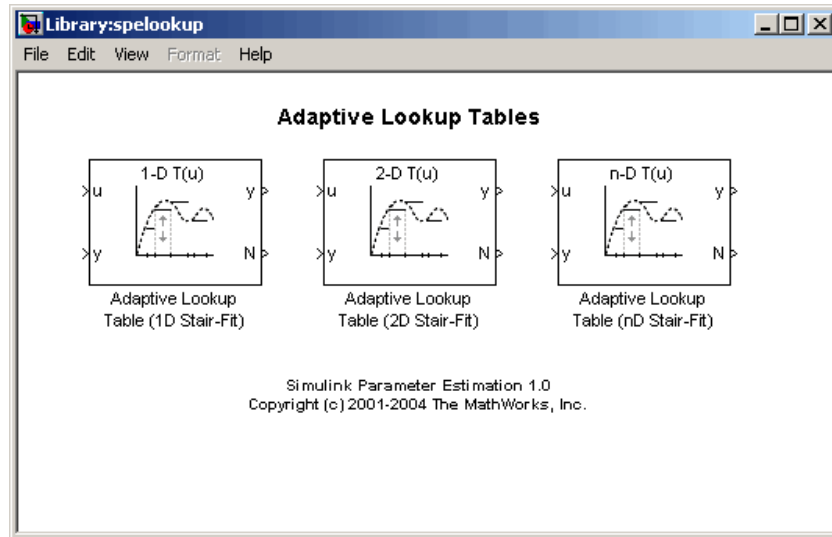 Library:spelookup
File Edit View Format Help
Adaptive Lookup Tables
1-D T(u) 2-D T(u) n-D T(u)
u y u y u y
y N y N y N
Adaptive Lookup Adaptive Lookup Adaptive Lookup
Table (1D Stair-Fit) Table (2D Stair-Fit) Table (nD Stair-Fit)
Simulink Parameter Estimation 1.0
Copyright (c) 2001-2004 The MathWorks, Inc.